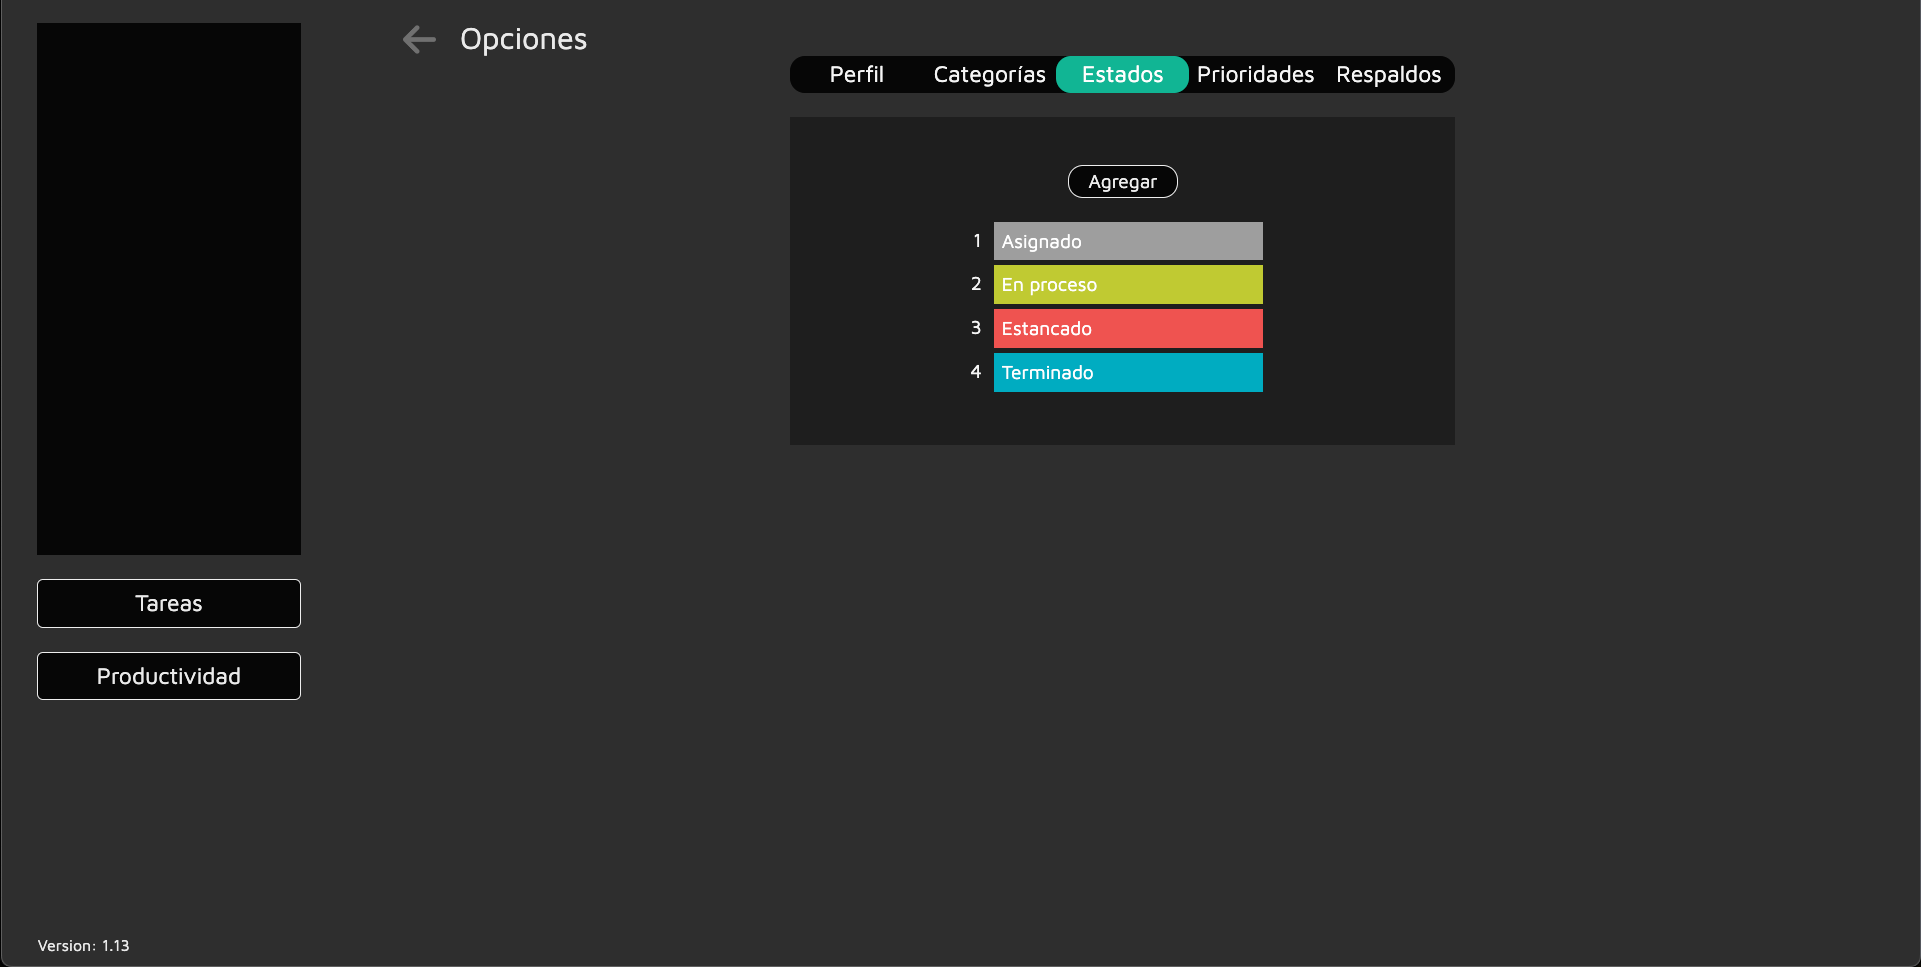 Opciones
Perfil Categorías Estados Prioridades Respaldos
Agregar
1 Asignado
2 En proceso
3 Estancado
4 Terminado
Tareas
Productividad
Version: 1.13